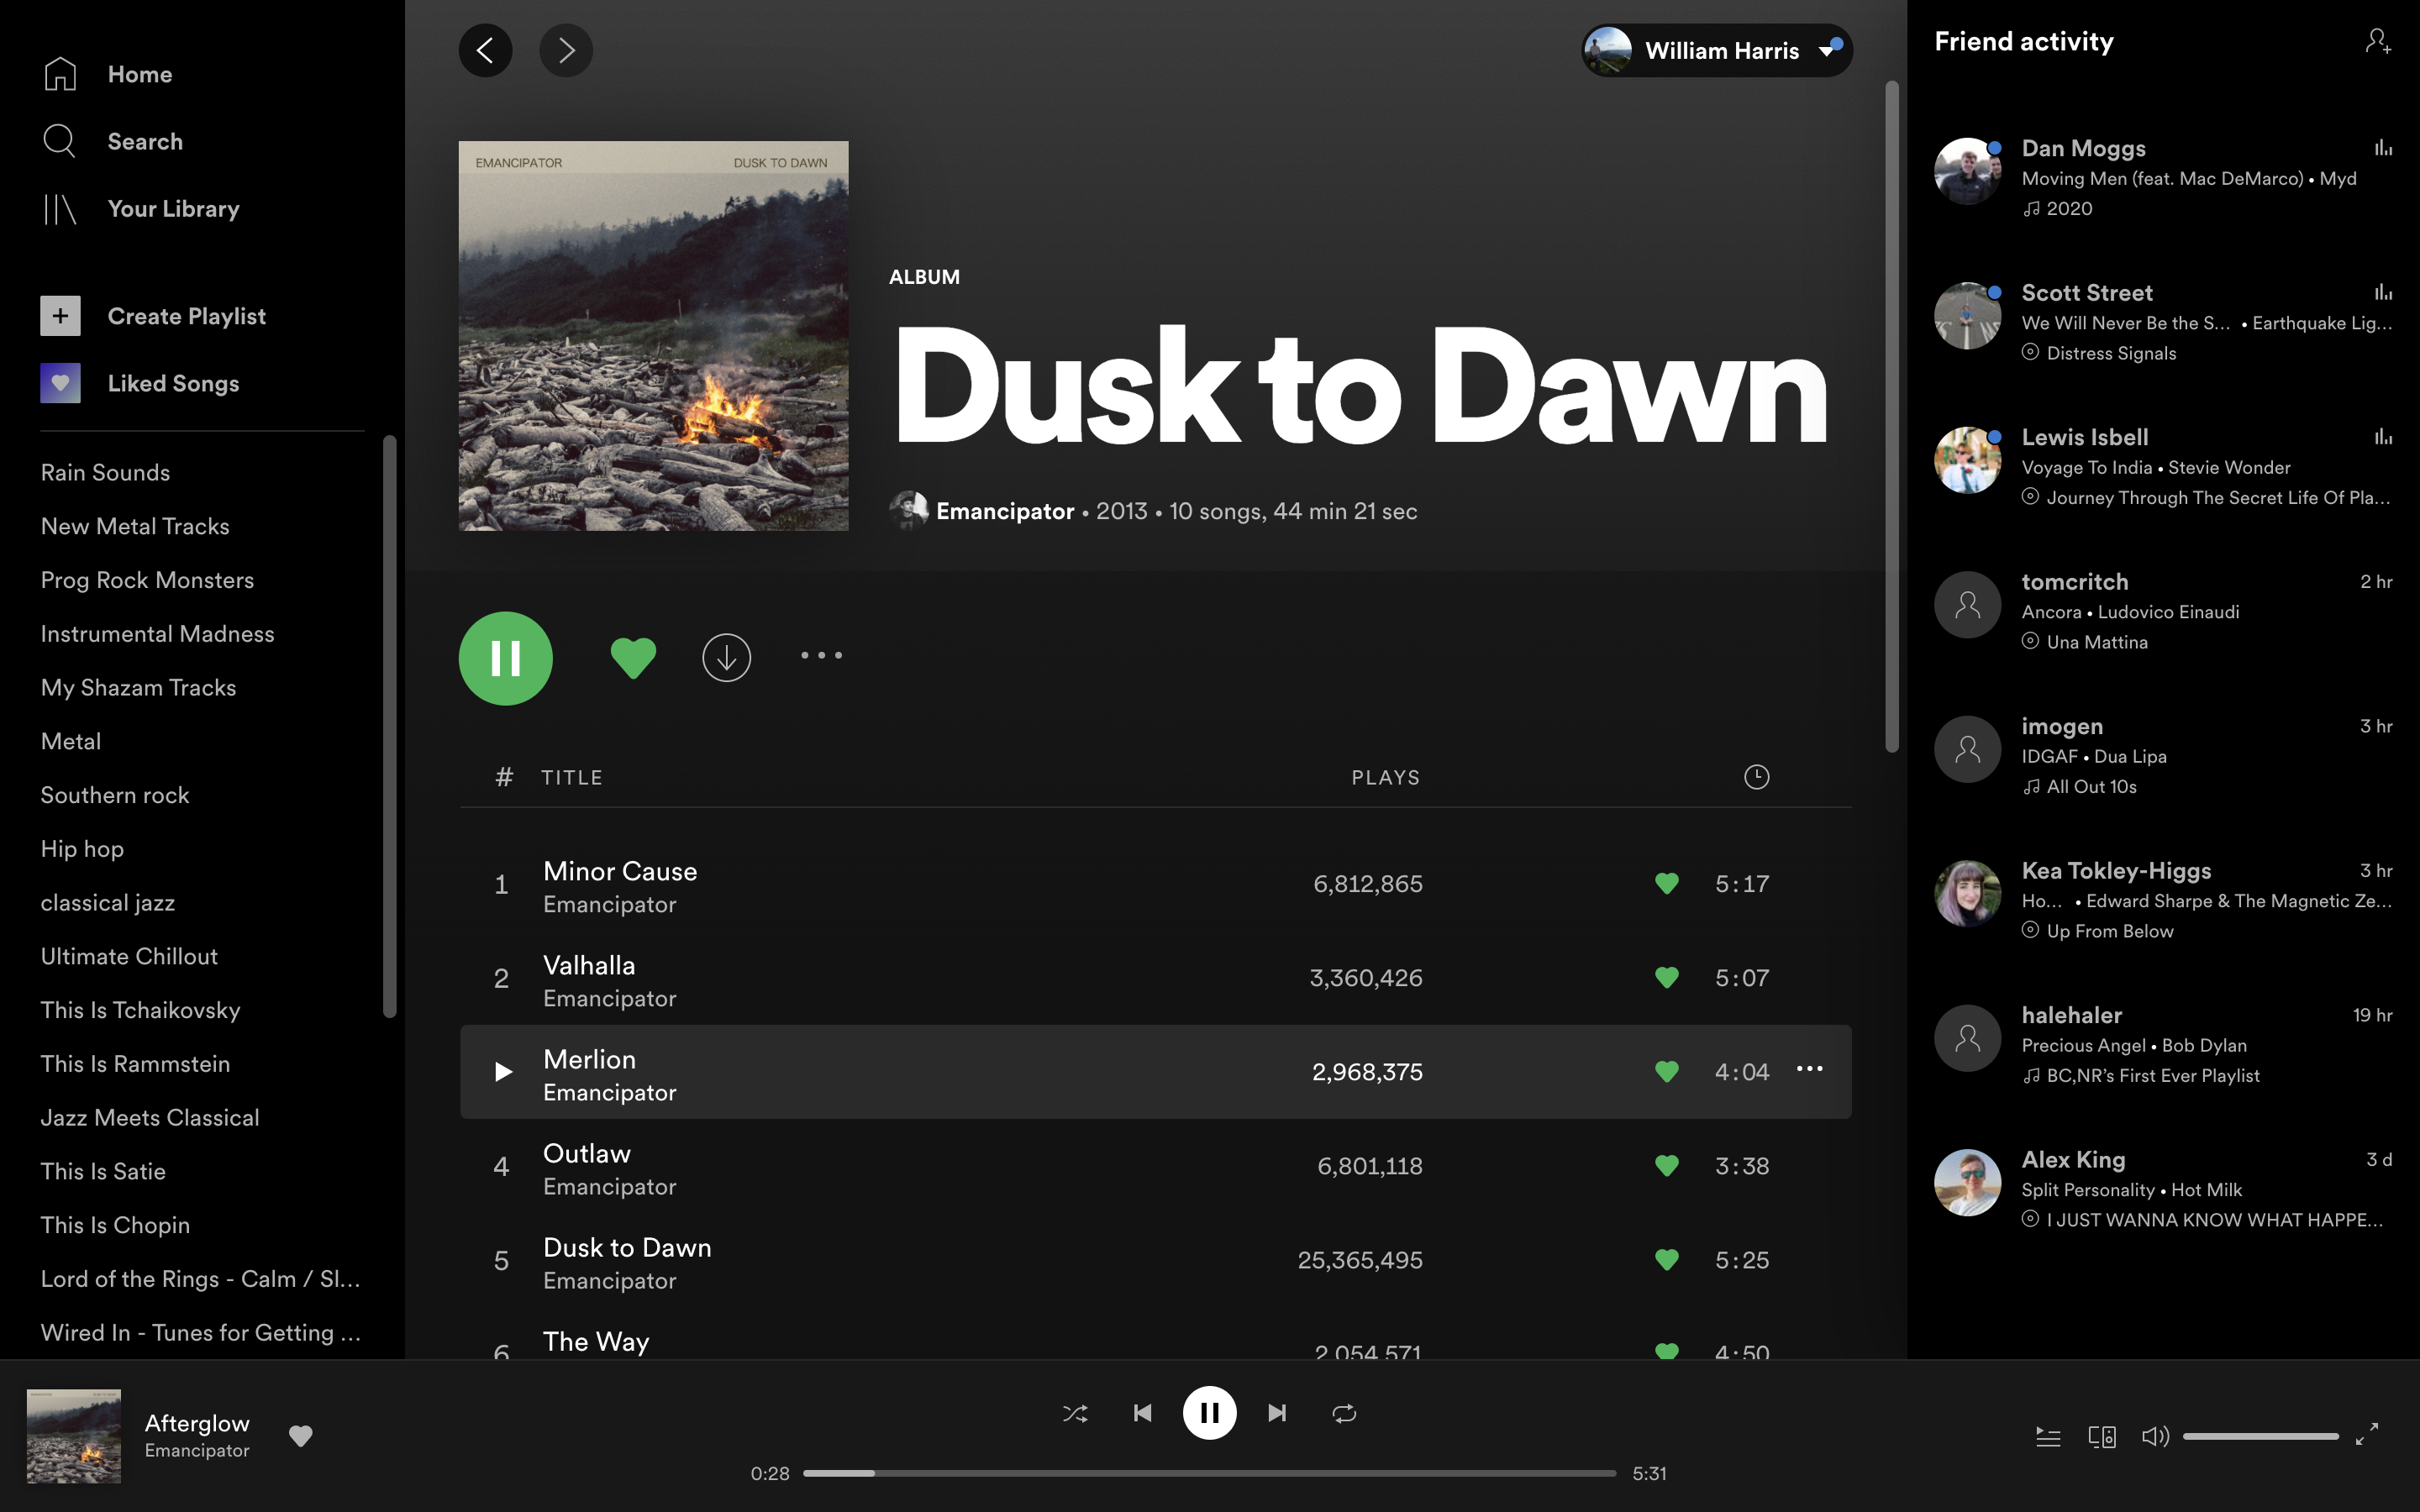 Home
Search
Your Library
Create Playlist
Liked Songs
Rain Sounds
New Metal Tracks
Prog Rock Monsters
Instrumental Madness
My Shazam Tracks
Metal
Southern rock
Hip hop
classical jazz
Ultimate Chillout
This Is Tchaikovsky
This Is Rammstein
Jazz Meets Classical
This Is Satie
This Is Chopin
Lord of the Rings - Calm / Sl...
Wired In - Tunes for Getting ...
William Harris
EMANCIPATOR DUSK TO DAWN
ALBUM
Dusk to Dawn
Emancipator • 2013 • 10 songs, 44 min 21 sec
# TITLE PLAYS
1 Minor Cause 6,812,865 5:17
Emancipator
2 Valhalla 3,360,426 5:07
Emancipator
Merlion 2,968,375 4:04
Emancipator
4 Outlaw 6,801,118 3:38
Emancipator
5 Dusk to Dawn 25,365,495 5:25
Emancipator
6 The Way 2,054,571 4:50
Friend activity
Dan Moggs
Moving Men (feat. Mac DeMarco) • Myd
2020
Scott Street
We Will Never Be the S... • Earthquake Lig...
Distress Signals
Lewis Isbell
Voyage To India • Stevie Wonder
Journey Through The Secret Life Of Pla...
tomcritch 2 hr
Ancora • Ludovico Einaudi
Una Mattina
imogen 3 hr
IDGAF • Dua Lipa
All Out 10s
Kea Tokley-Higgs 3 hr
Ho... • Edward Sharpe & The Magnetic Ze...
Up From Below
halehaler 19 hr
Precious Angel • Bob Dylan
BC,NR's First Ever Playlist
Alex King 3 d
Split Personality • Hot Milk
I JUST WANNA KNOW WHAT HAPPE...
Afterglow
Emancipator
0:28 5:31